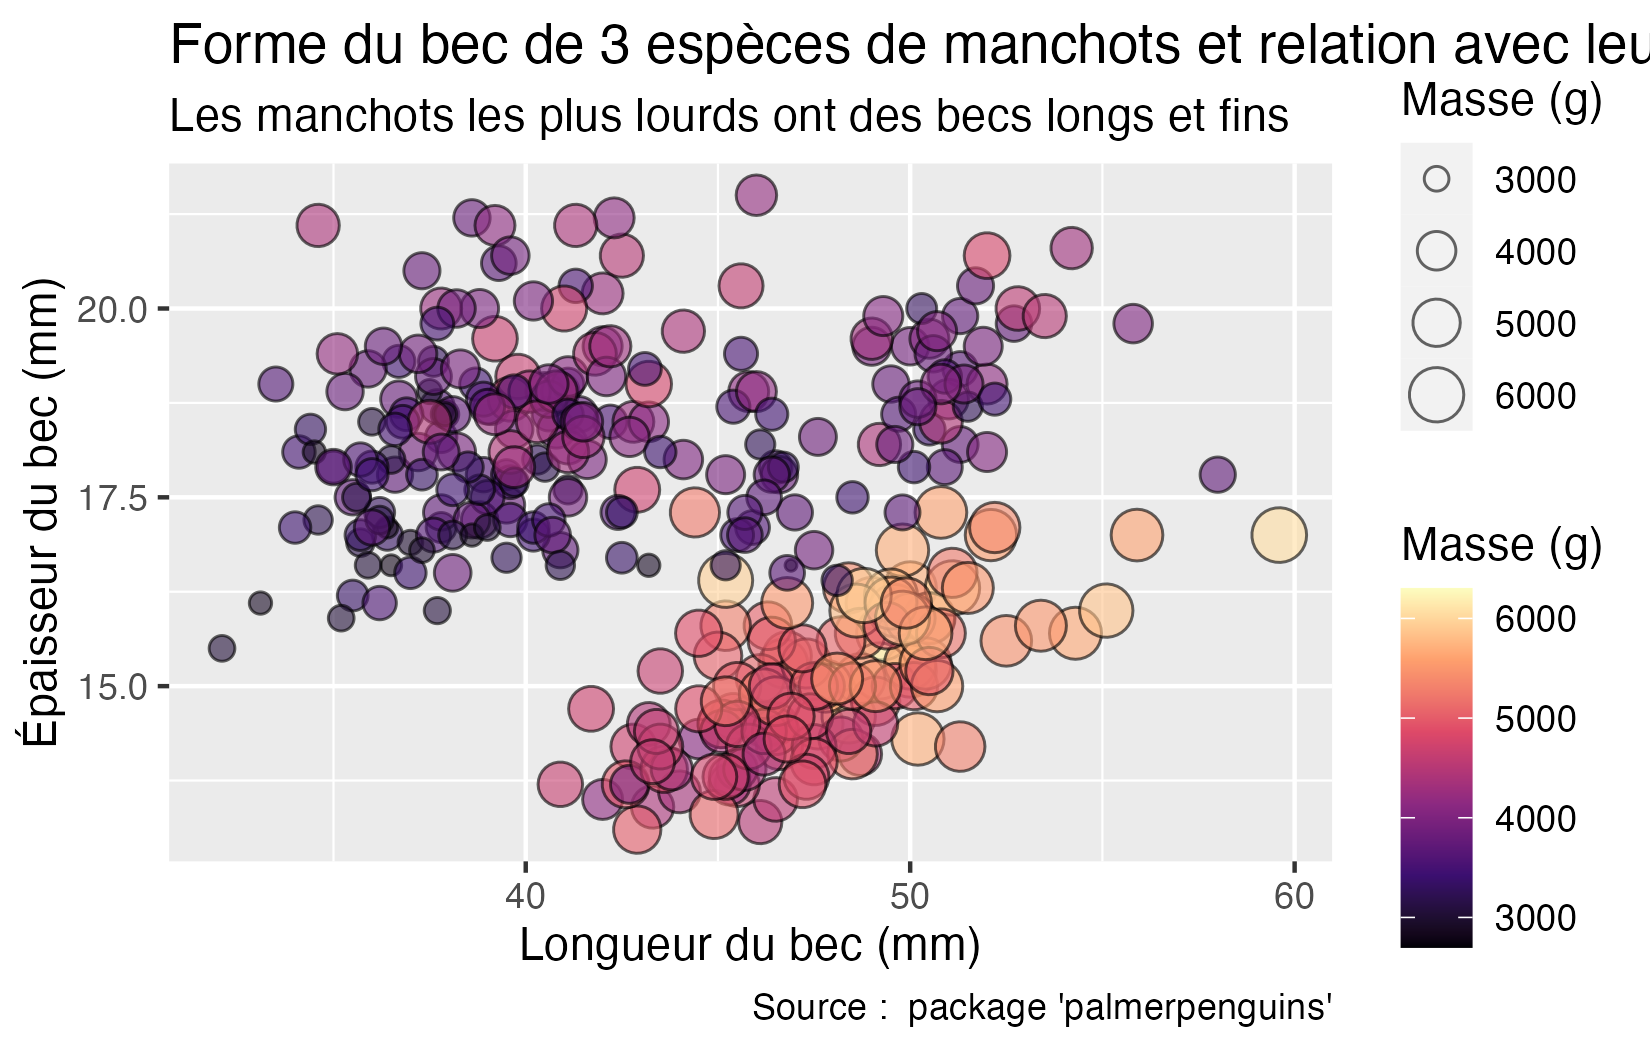 Forme du bec de 3 espèces de manchots et relation avec leu
Les manchots les plus lourds ont des becs longs et fins
Masse (g)
3000
4000
5000
6000
Masse (g)
6000
5000
4000
3000
Épaisseur du bec (mm)
20.0
17.5
15.0
40
50
60
Longueur du bec (mm)
Source :  package 'palmerpenguins'